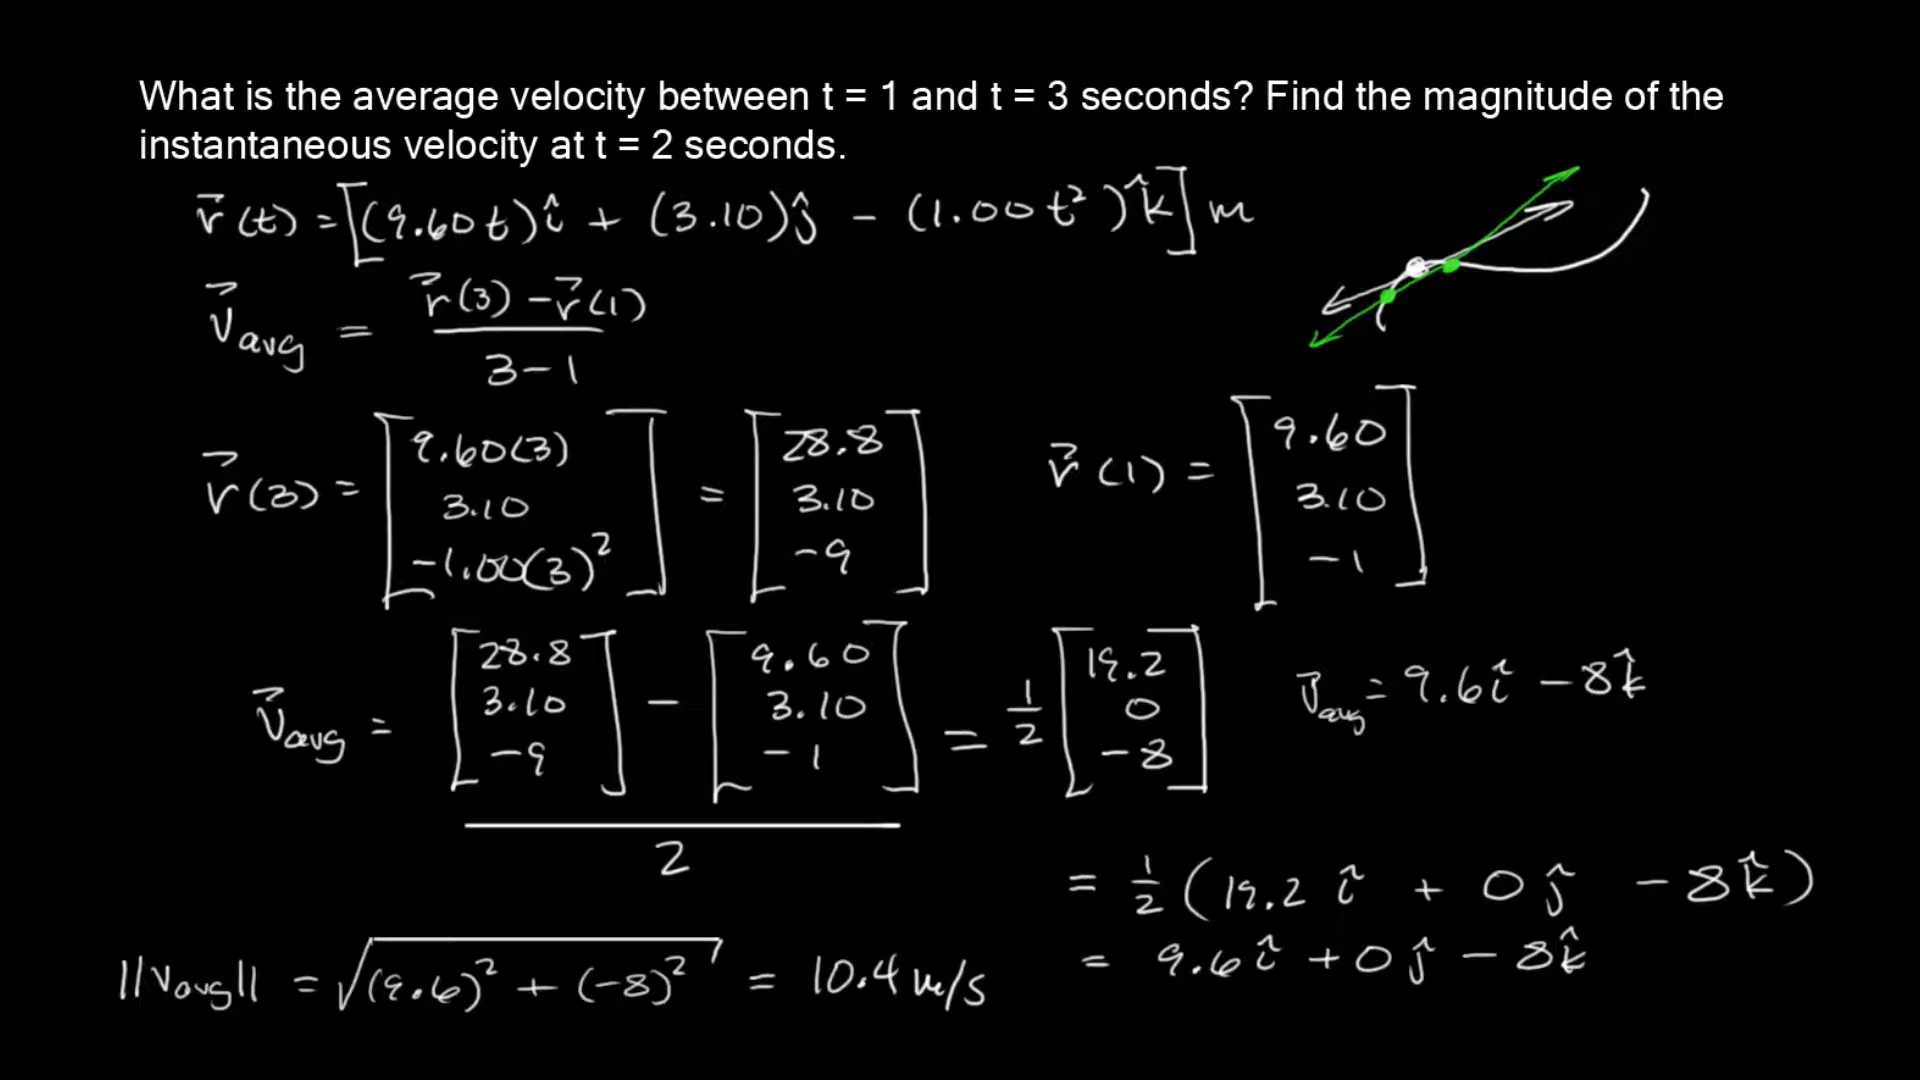 What is the average velocity between t = 1 and t = 3 seconds? Find the magnitude of the
instantaneous velocity at t = 2 seconds.
r⃗(t) = [(9.60t)î + (3.10)ĵ - (1.00t²)k̂] m
v⃗avg = (r⃗(3) - r⃗(1)) / (3-1)
r⃗(3) = [9.60(3) 3.10 -1.00(3)²] = [28.8 3.10 -9] r⃗(1) = [9.60 3.10 -1]
v⃗avg = ([28.8 3.10 -9] - [9.60 3.10 -1]) / 2 = 1/2 [19.2 0 -8] v⃗avg = 9.6î - 8k̂
= 1/2 (19.2 î + 0ĵ - 8k̂)
= 9.6î + 0ĵ - 8k̂
||vavg|| = √((9.6)² + (-8)²) = 10.4 m/s